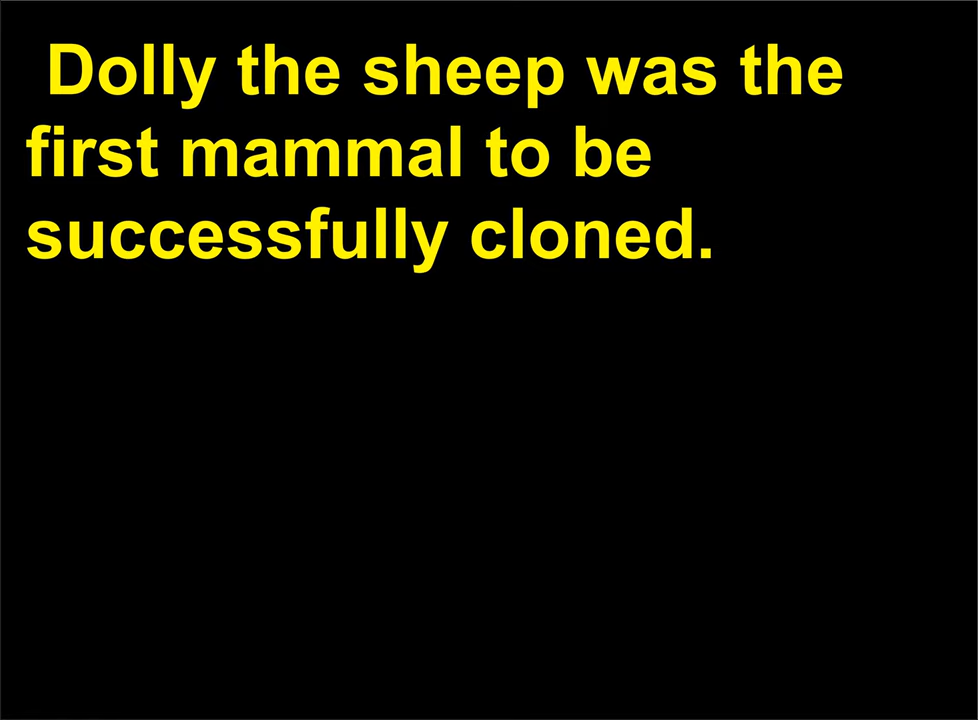 Dolly the sheep was the
first mammal to be
successfully cloned.